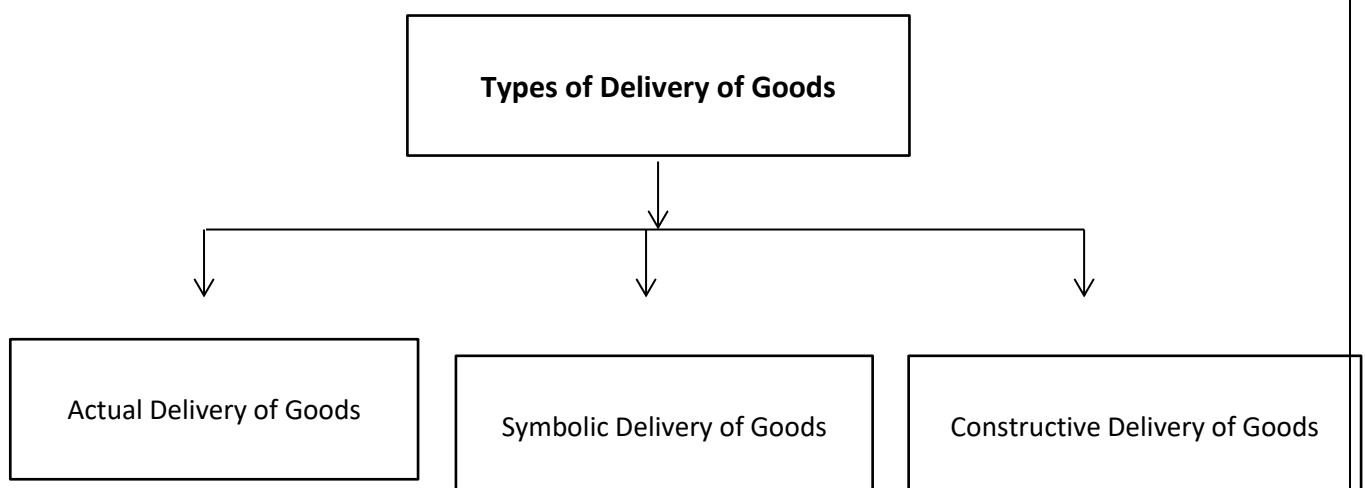 Types of Delivery of Goods
Actual Delivery of Goods
Symbolic Delivery of Goods
Constructive Delivery of Goods